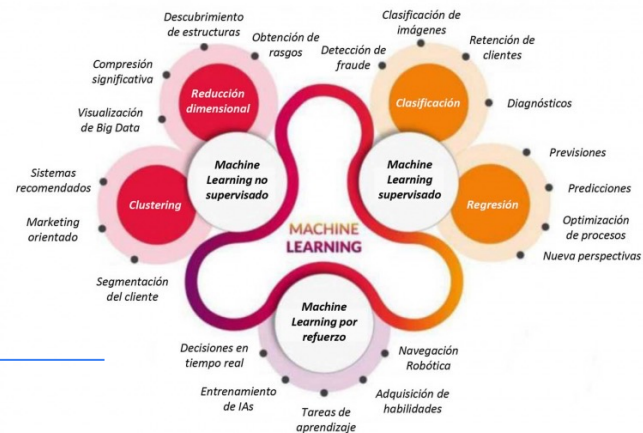 Descubrimiento
de estructuras
Obtención de
rasgos
Compresión
significativa
Visualización
de Big Data
Reducción
dimensional
Sistemas
recomendados
Marketing
orientado
Segmentación
del cliente
Clustering
Machine
Learning no
supervisado
Clasificación de
imágenes
Detección de
fraude
Retención de
clientes
Diagnósticos
Clasificación
Machine
Learning
supervisado
Regresión
Previsiones
Predicciones
Optimización
de procesos
Nueva perspectivas
MACHINE
LEARNING
Machine
Learning por
refuerzo
Decisiones en
tiempo real
Entrenamiento
de IAs
Tareas de
aprendizaje
Adquisición de
habilidades
Navegación
Robótica